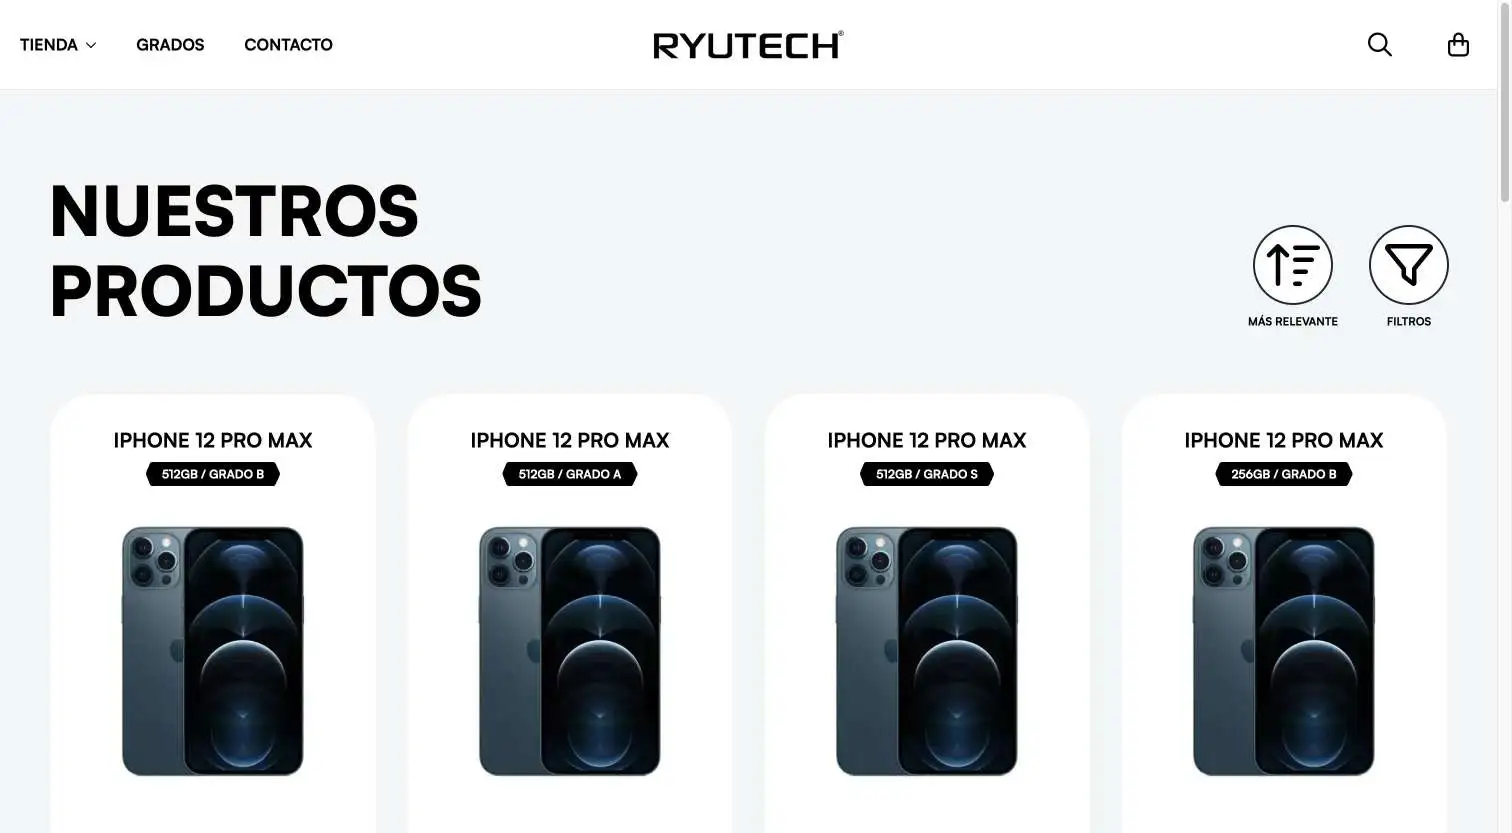 TIENDA
GRADOS
CONTACTO
RYUTECH®
NUESTROS
PRODUCTOS
MÁS RELEVANTE
FILTROS
IPHONE 12 PRO MAX
512GB / GRADO B
IPHONE 12 PRO MAX
512GB / GRADO A
IPHONE 12 PRO MAX
512GB / GRADO S
IPHONE 12 PRO MAX
256GB / GRADO B